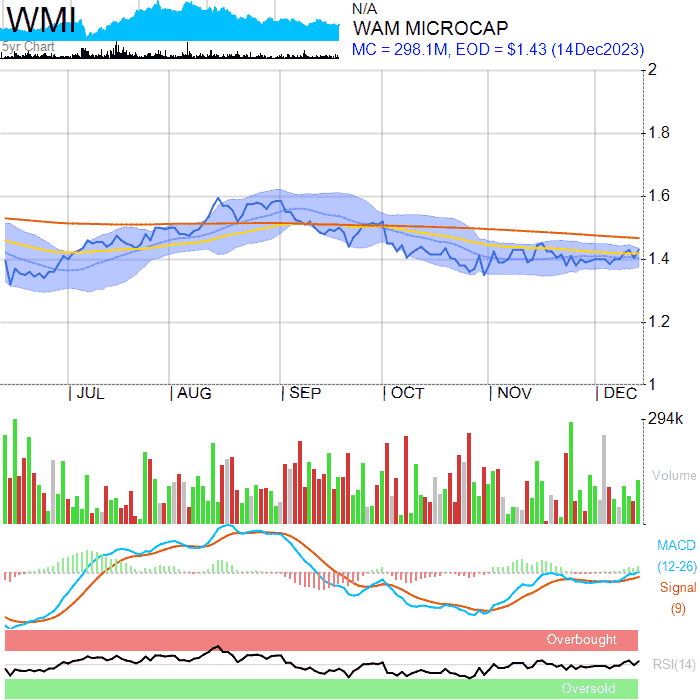 WMI
5yr Chart
N/A
WAM MICROCAP
MC = 298.1M, EOD = $1.43 (14Dec2023)
2
1.8
1.6
1.4
1.2
1
JUL
AUG
SEP
OCT
NOV
DEC
294k
Volume
MACD
(12-26)
Signal
(9)
Overbought
RSI(14)
Oversold